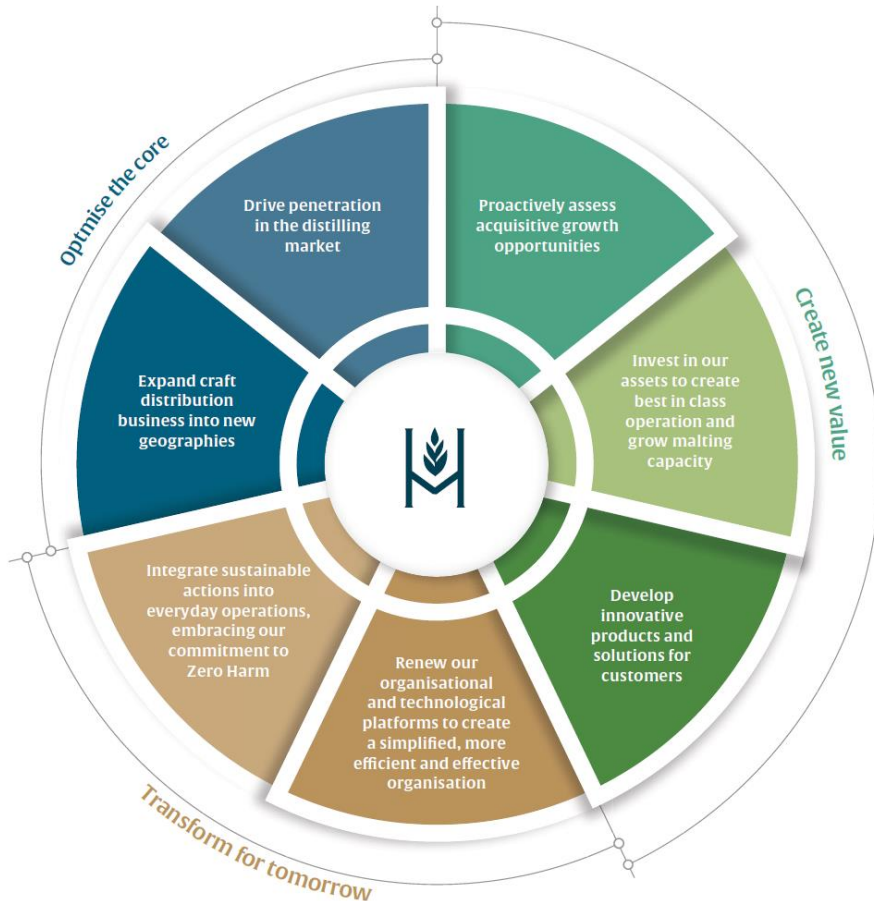 Optmise the core
Drive penetration
in the distilling
market
Expand craft
distribution
business into new
geographies
Create new value
Proactively assess
acquisitive growth
opportunities
Invest in our
assets to create
best in class
operation and
grow malting
capacity
Develop
innovative
products and
solutions for
customers
Transform for tomorrow
Renew our
organisational
and technological
platforms to create
a simplified, more
efficient and effective
organisation
Integrate sustainable
actions into
everyday operations,
embracing our
commitment to
Zero Harm